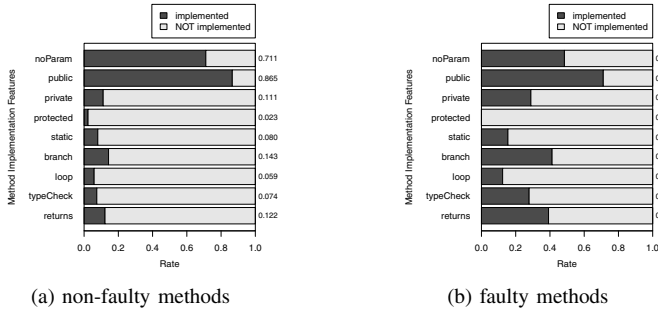 implemented
NOT implemented
Method Implementation Features
noParam 0.711
public 0.865
private 0.111
protected 0.023
static 0.080
branch 0.143
loop 0.059
typeCheck 0.074
returns 0.122
0.0 0.2 0.4 0.6 0.8 1.0
Rate
(a) non-faulty methods
implemented
NOT implemented
Method Implementation Features
noParam
public
private
protected
static
branch
loop
typeCheck
returns
0.0 0.2 0.4 0.6 0.8 1.0
Rate
(b) faulty methods